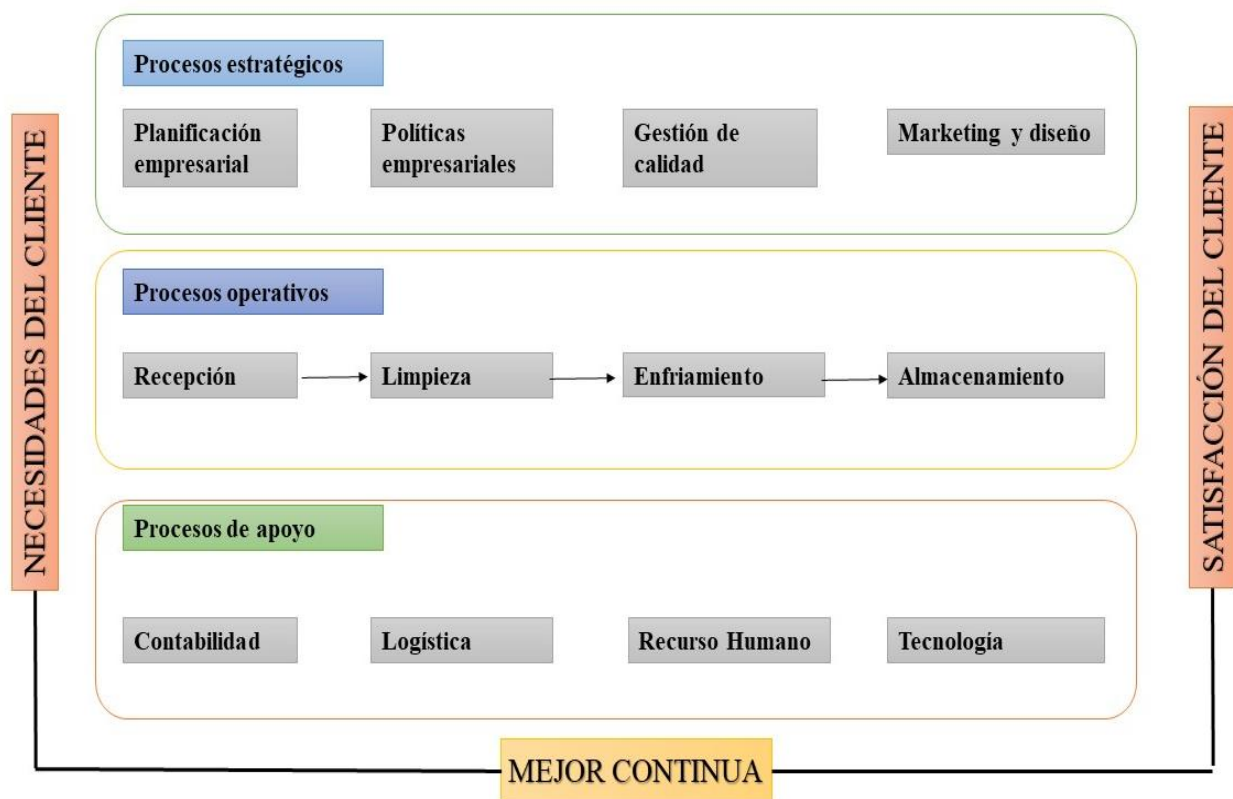 NECESIDADES DEL CLIENTE
Procesos estratégicos
Planificación
empresarial
Políticas
empresariales
Gestión de
calidad
Marketing y diseño
Procesos operativos
Recepción
Limpieza
Enfriamiento
Almacenamiento
Procesos de apoyo
Contabilidad
Logística
Recurso Humano
Tecnología
SATISFACCIÓN DEL CLIENTE
MEJOR CONTINUA